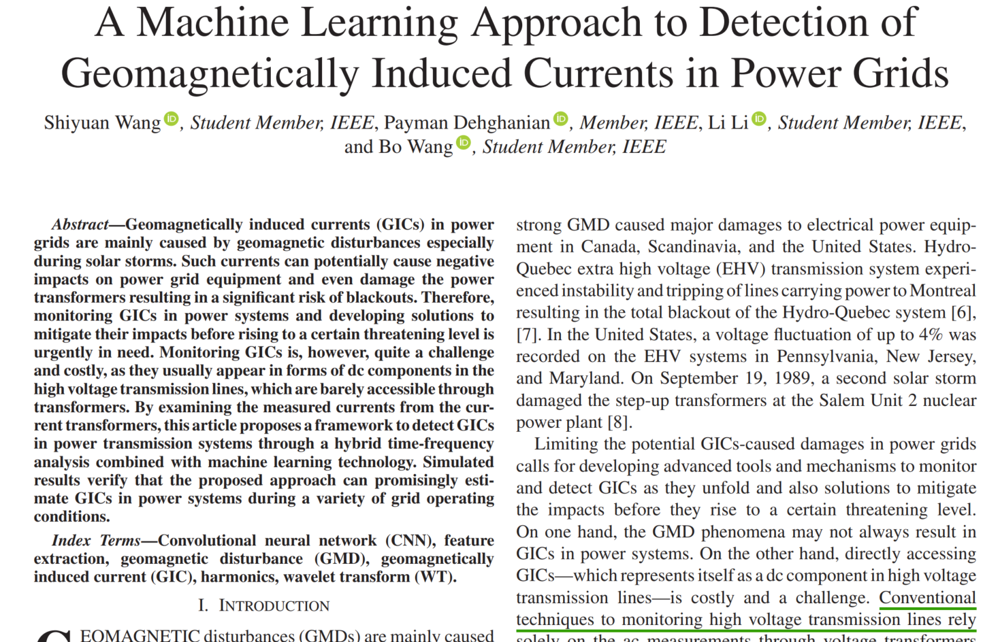 A Machine Learning Approach to Detection of
Geomagnetically Induced Currents in Power Grids
Shiyuan Wang iD, Student Member, IEEE, Payman Dehghanian iD, Member, IEEE, Li Li iD, Student Member, IEEE,
and Bo Wang iD, Student Member, IEEE
Abstract—Geomagnetically induced currents (GICs) in power
grids are mainly caused by geomagnetic disturbances especially
during solar storms. Such currents can potentially cause negative
impacts on power grid equipment and even damage the power
transformers resulting in a significant risk of blackouts. Therefore,
monitoring GICs in power systems and developing solutions to
mitigate their impacts before rising to a certain threatening level is
urgently in need. Monitoring GICs is, however, quite a challenge
and costly, as they usually appear in forms of dc components in the
high voltage transmission lines, which are barely accessible through
transformers. By examining the measured currents from the cur-
rent transformers, this article proposes a framework to detect GICs
in power transmission systems through a hybrid time-frequency
analysis combined with machine learning technology. Simulated
results verify that the proposed approach can promisingly esti-
mate GICs in power systems during a variety of grid operating
conditions.
Index Terms—Convolutional neural network (CNN), feature
extraction, geomagnetic disturbance (GMD), geomagnetically
induced current (GIC), harmonics, wavelet transform (WT).
I. INTRODUCTION
GEOMAGNETIC disturbances (GMDs) are mainly caused
strong GMD caused major damages to electrical power equip-
ment in Canada, Scandinavia, and the United States. Hydro-
Quebec extra high voltage (EHV) transmission system experi-
enced instability and tripping of lines carrying power to Montreal
resulting in the total blackout of the Hydro-Quebec system [6],
[7]. In the United States, a voltage fluctuation of up to 4% was
recorded on the EHV systems in Pennsylvania, New Jersey,
and Maryland. On September 19, 1989, a second solar storm
damaged the step-up transformers at the Salem Unit 2 nuclear
power plant [8].
Limiting the potential GICs-caused damages in power grids
calls for developing advanced tools and mechanisms to monitor
and detect GICs as they unfold and also solutions to mitigate
the impacts before they rise to a certain threatening level.
On one hand, the GMD phenomena may not always result in
GICs in power systems. On the other hand, directly accessing
GICs—which represents itself as a dc component in high voltage
transmission lines—is costly and a challenge. Conventional
techniques to monitoring high voltage transmission lines rely
solely on the ac measurements through voltage transformers